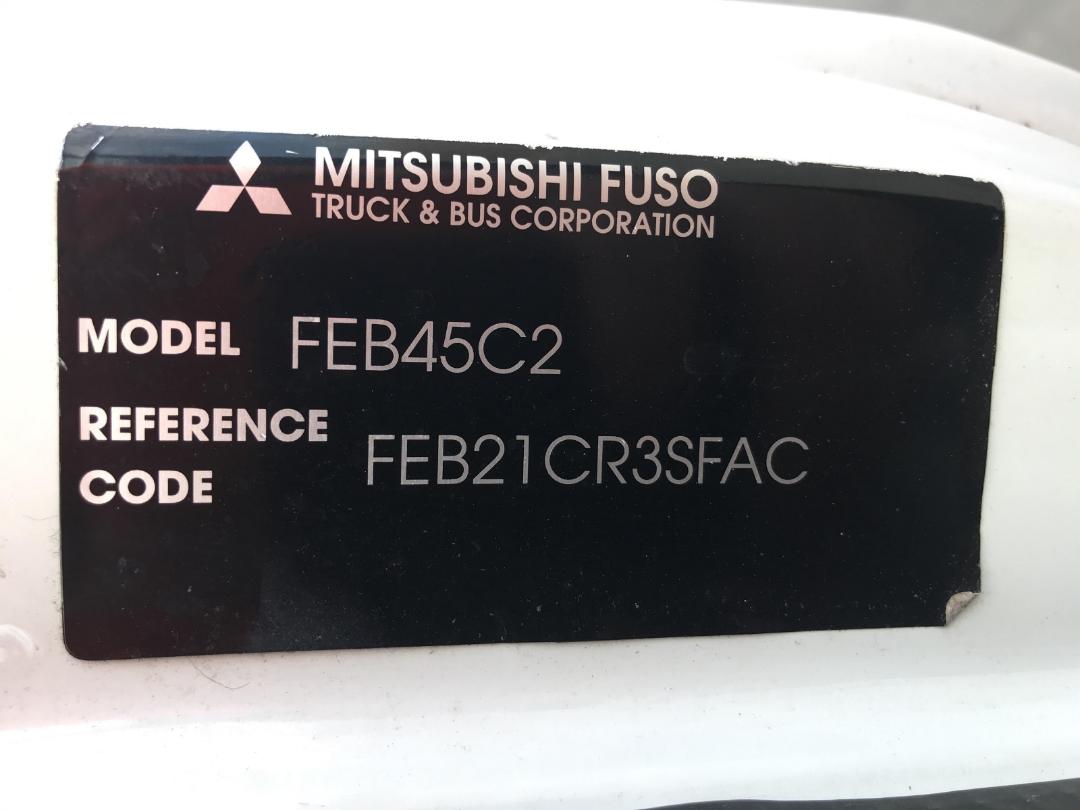 MITSUBISHI FUSO
TRUCK & BUS CORPORATION
MODEL FEB45C2
REFERENCE
CODE FEB21CR3SFAC